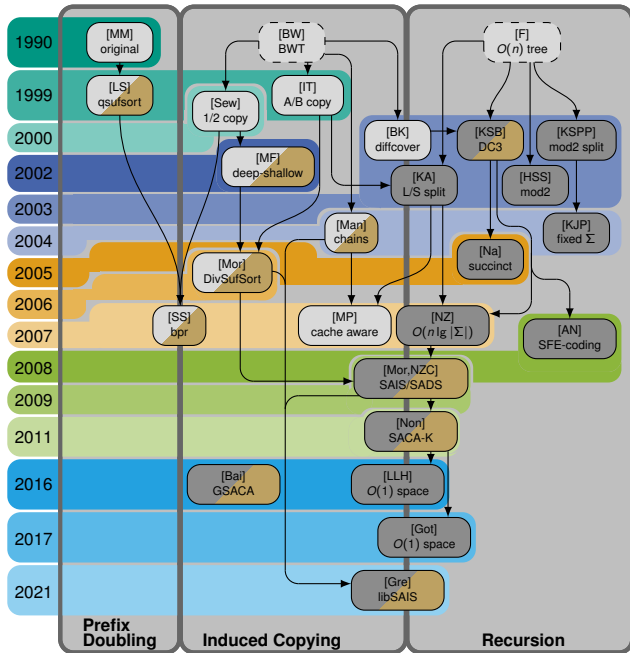 1990
[MM]
original
[BW]
BWT
[F]
O(n) tree
1999
[LS]
qsufsort
[Sew]
1/2 copy
[IT]
A/B copy
2000
[BK]
diffcover
[KSB]
DC3
[KSPP]
mod2 split
2002
[MF]
deep-shallow
[KA]
L/S split
[HSS]
mod2
2003
2004
[Man]
chains
[KJP]
fixed Σ
2005
[Mor]
DivSufSort
[Na]
succinct
2006
2007
[SS]
bpr
[MP]
cache aware
[NZ]
O(n lg |Σ|)
[AN]
SFE-coding
2008
[Mor,NZC]
SAIS/SADS
2009
2011
[Non]
SACA-K
2016
[Bai]
GSACA
[LLH]
O(1) space
2017
[Got]
O(1) space
2021
[Gre]
libSAIS
Prefix
Doubling
Induced Copying
Recursion